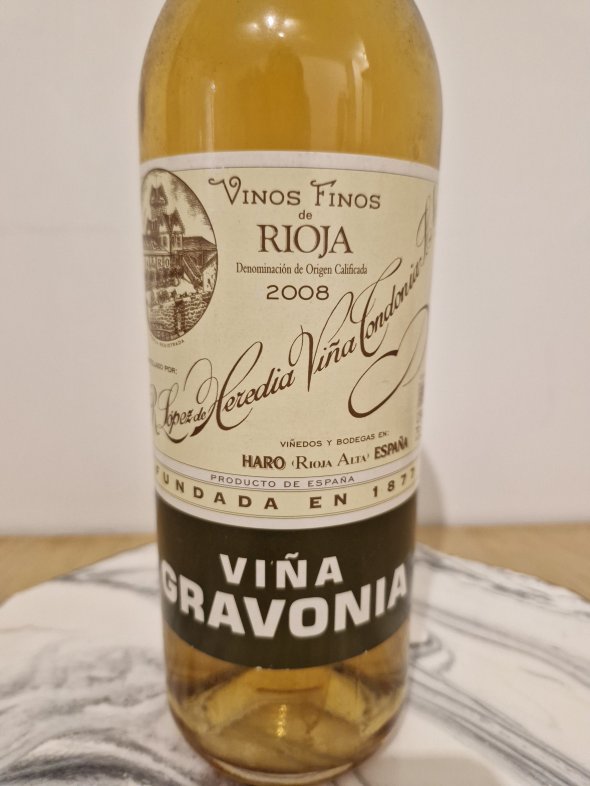 Vinos Finos
de
RIOJA
Denominación de Origen Calificada
2008
R. López de Heredia Viña Tondonia
VIÑEDOS Y BODEGAS EN:
HARO (RIOJA ALTA) ESPAÑA
PRODUCTO DE ESPAÑA
FUNDADA EN 1877
VIÑA
GRAVONIA